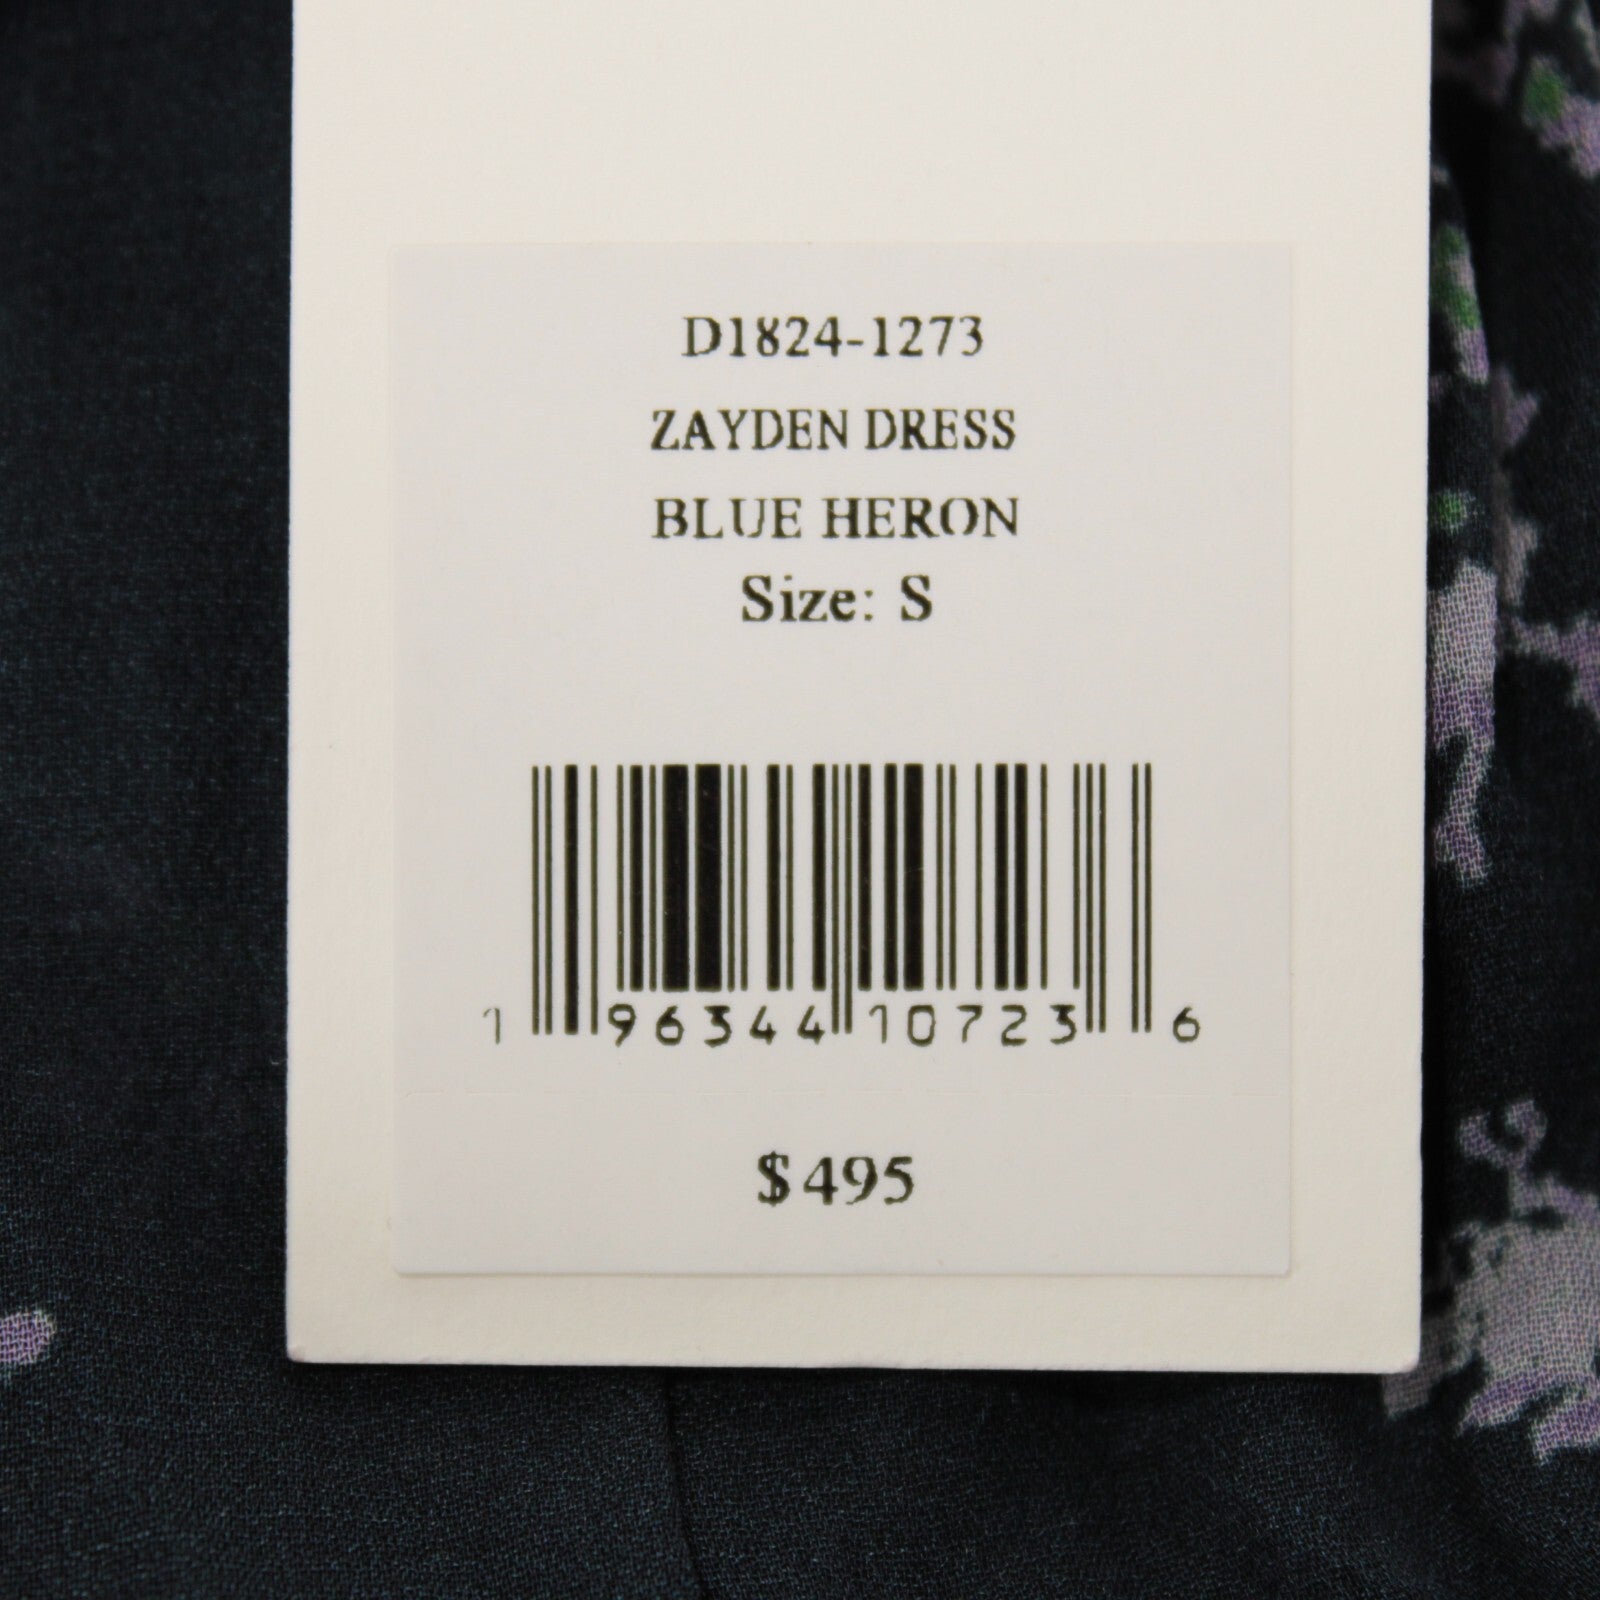 D1824-1273
ZAYDEN DRESS
BLUE HERON
Size: S
1 96344 10723 6
$495